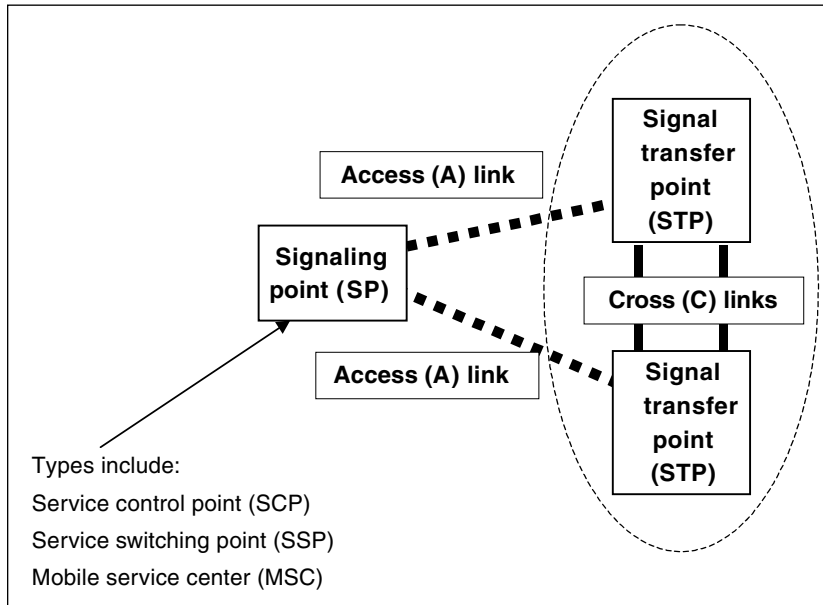 Signal
transfer
point
(STP)
Access (A) link
Signaling
point (SP)
Cross (C) links
Access (A) link
Signal
transfer
point
(STP)
Types include:
Service control point (SCP)
Service switching point (SSP)
Mobile service center (MSC)